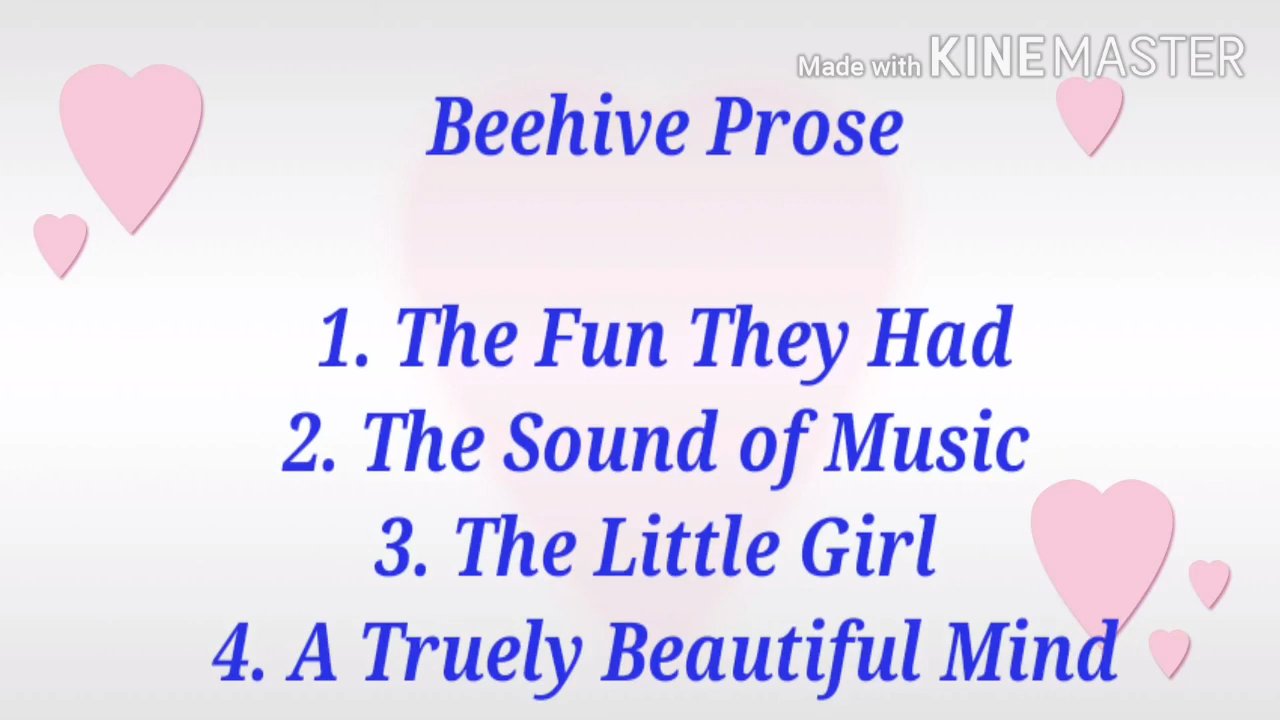 Made with KINEMASTER
Beehive Prose
1. The Fun They Had
2. The Sound of Music
3. The Little Girl
4. A Truely Beautiful Mind